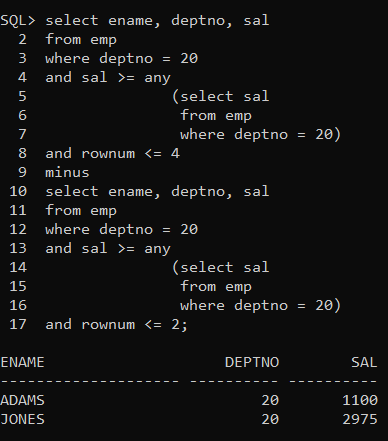 SQL> select ename, deptno, sal
  2  from emp
  3  where deptno = 20
  4  and sal >= any
  5                 (select sal
  6                  from emp
  7                  where deptno = 20)
  8  and rownum <= 4
  9  minus
 10  select ename, deptno, sal
 11  from emp
 12  where deptno = 20
 13  and sal >= any
 14                 (select sal
 15                  from emp
 16                  where deptno = 20)
 17  and rownum <= 2;
ENAME                    DEPTNO        SAL
-------------------- ---------- ----------
ADAMS                        20       1100
JONES                        20       2975